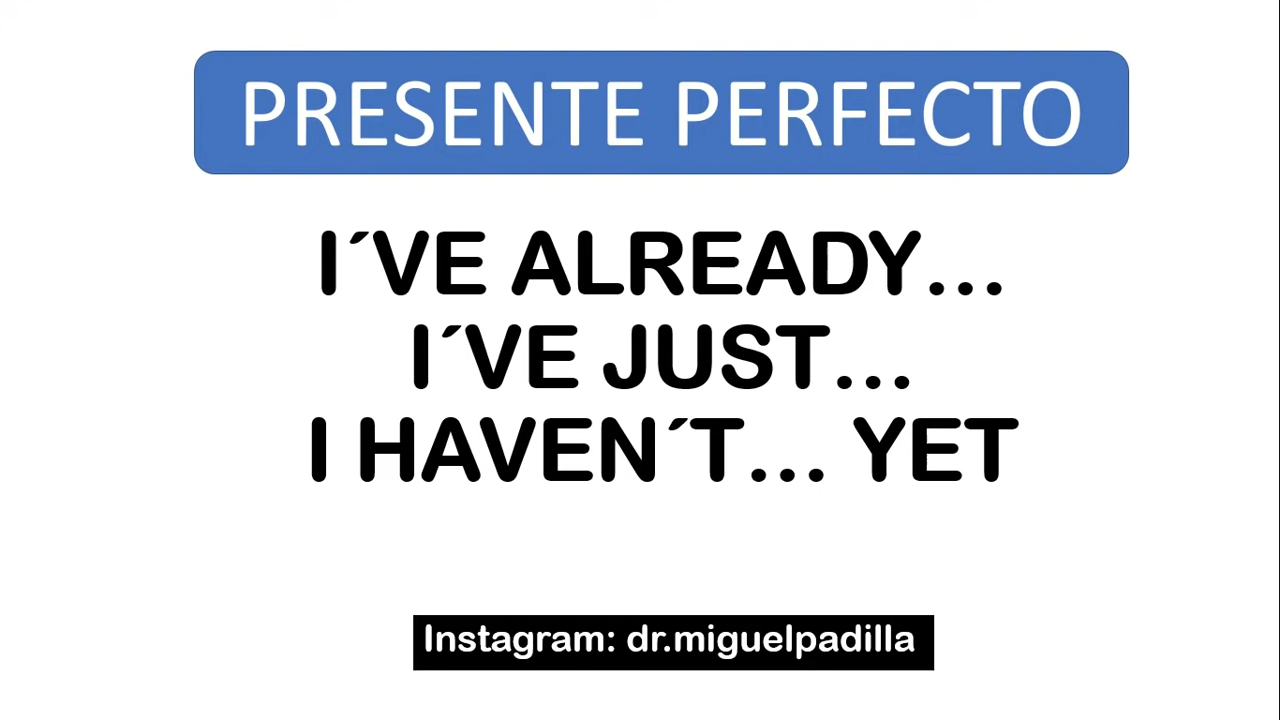 PRESENTE PERFECTO
I´VE ALREADY...
I´VE JUST...
I HAVEN´T... YET
Instagram: dr.miguelpadilla